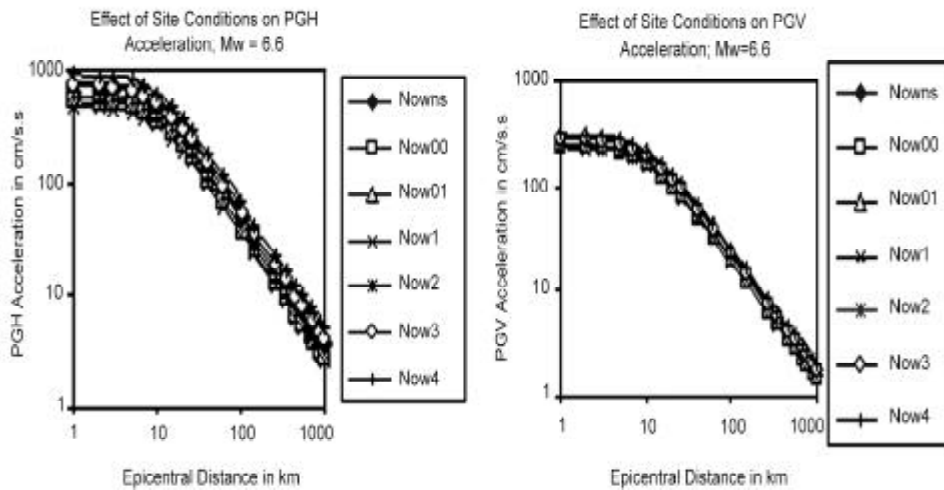 Effect of Site Conditions on PGH
Acceleration; Mw = 6.6
PGH Acceleration in cm/s.s
1000
100
10
1
1 10 100 1000
Epicentral Distance in km
Nowns
Now00
Now01
Now1
Now2
Now3
Now4
Effect of Site Conditions on PGV
Acceleration; Mw=6.6
PGV Acceleration in cm/s.s
1000
100
10
1
1 10 100 1000
Epicentral Distance in km
Nowns
Now00
Now01
Now1
Now2
Now3
Now4